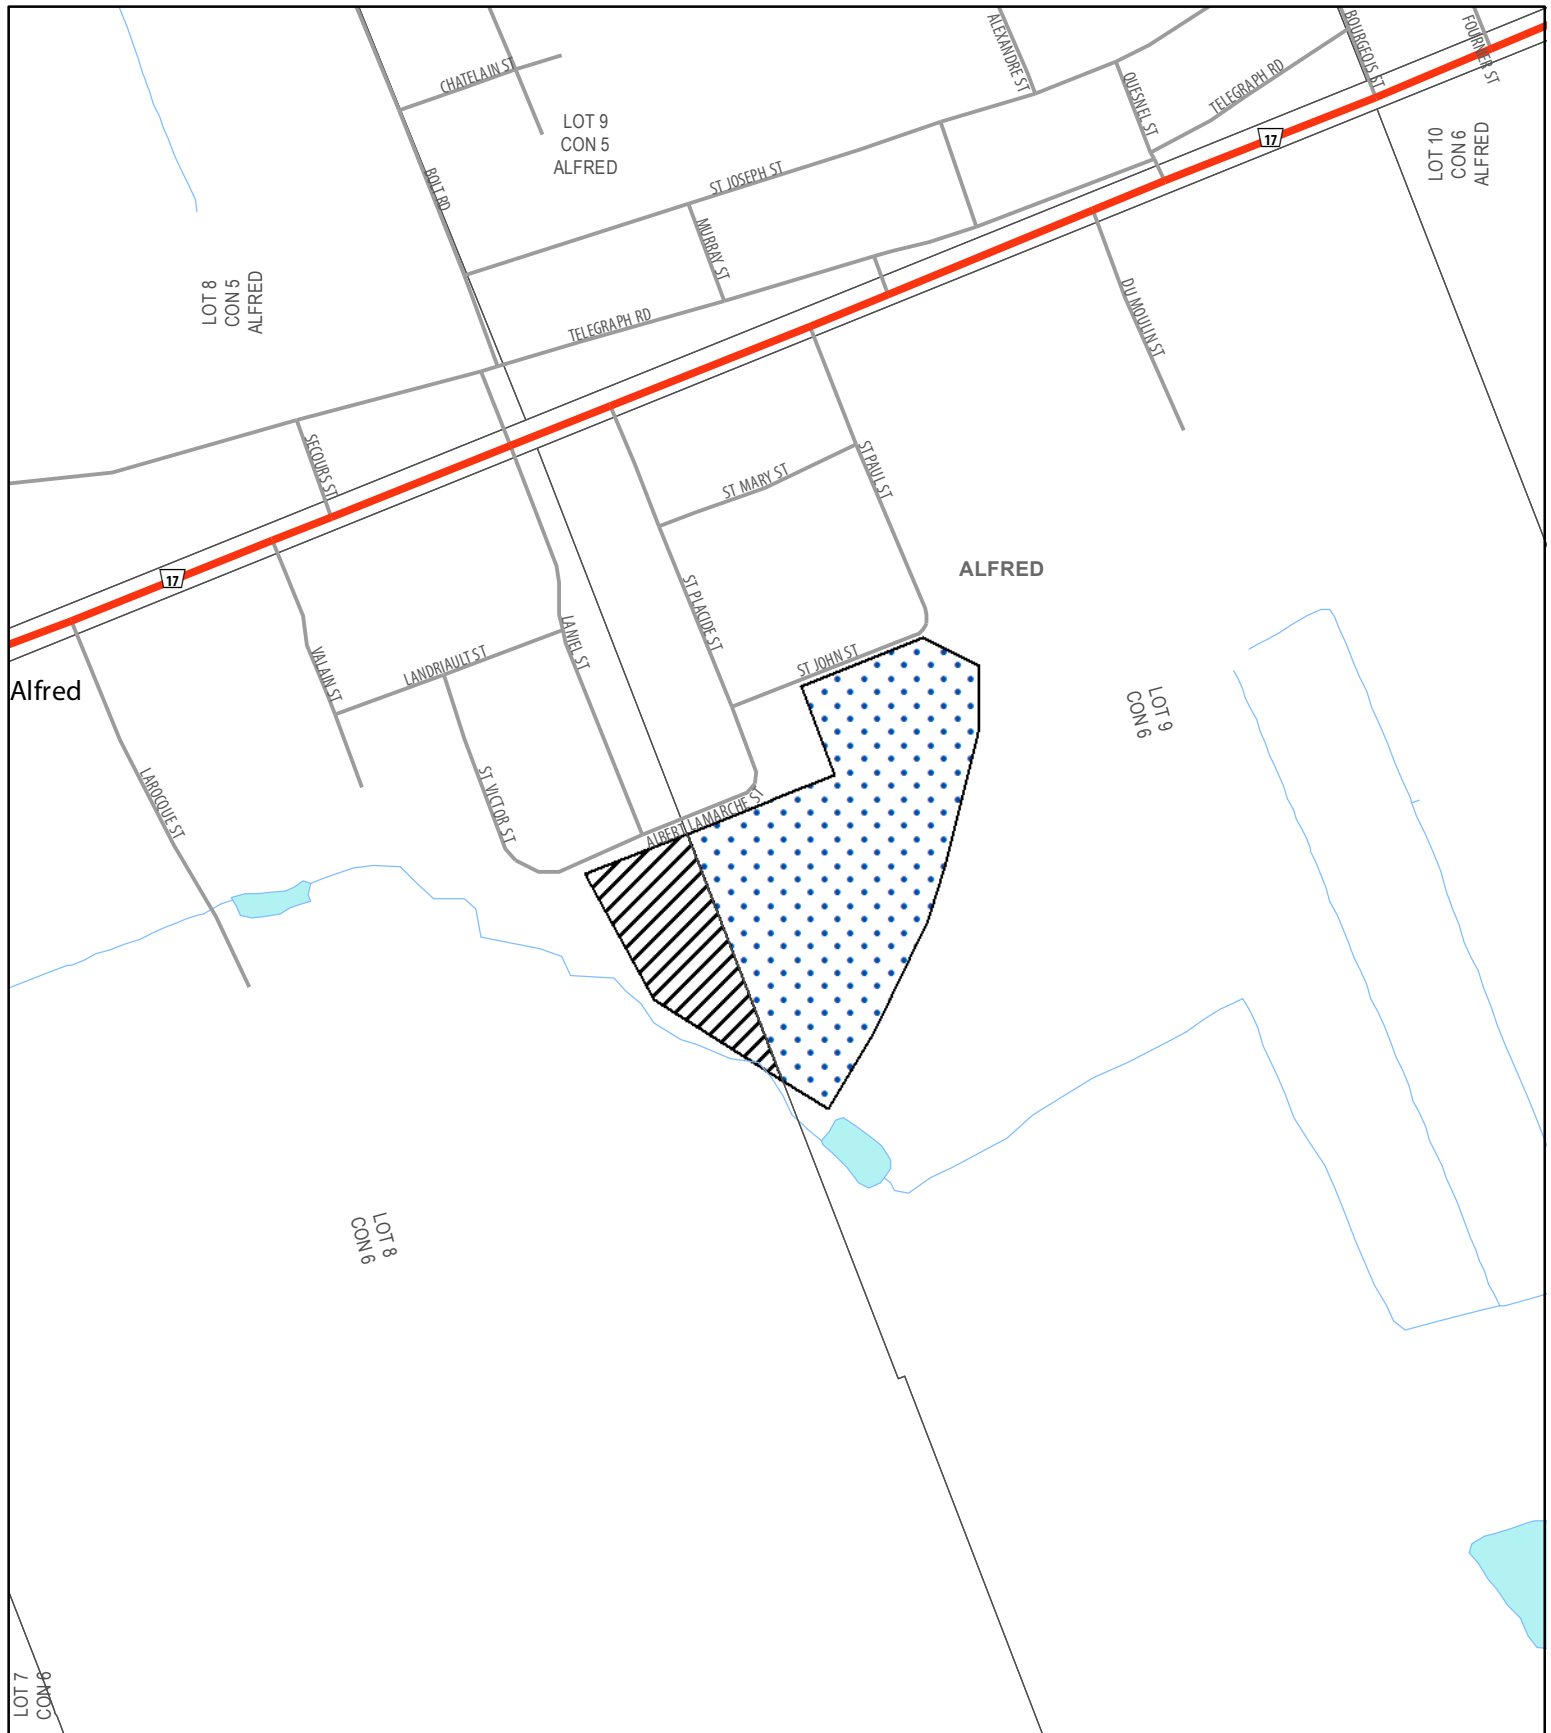 ALEXANDRE ST
BOURGEOIS ST
FOURNIER ST
CHATELAIN ST
QUESNEL ST
TELEGRAPH RD
LOT 9
CON 5
ALFRED
17
LOT 10
CON 6
ALFRED
BOLT RD
ST JOSEPH ST
MURRAY ST
LOT 8
CON 5
ALFRED
TELEGRAPH RD
DU MOULIN ST
SECOURS ST
ST MARY ST
ST PAUL ST
17
ALFRED
ST PLACIDE ST
LANIEL ST
VALAIN ST
LANDRIAULT ST
ST JOHN ST
Alfred
LOT 9
CON 6
LAROCQUE ST
ST VICTOR ST
ALBERT LAMARCHE ST
LOT 8
CON 6
LOT 7
CON 6